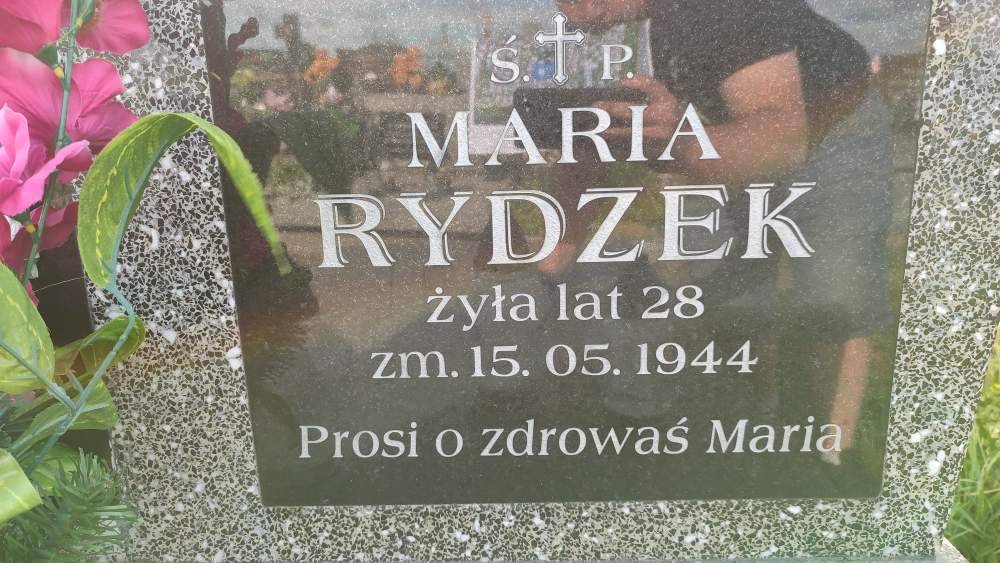 Ś. P.
MARIA
RYDZEK
żyła lat 28
zm. 15. 05. 1944
Prosi o zdrowaś Maria